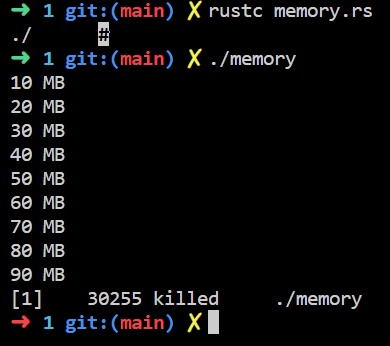 ➜ 1 git:(main) ✗ rustc memory.rs
./ #
➜ 1 git:(main) ✗ ./memory
10 MB
20 MB
30 MB
40 MB
50 MB
60 MB
70 MB
80 MB
90 MB
[1] 30255 killed ./memory
➜ 1 git:(main) ✗